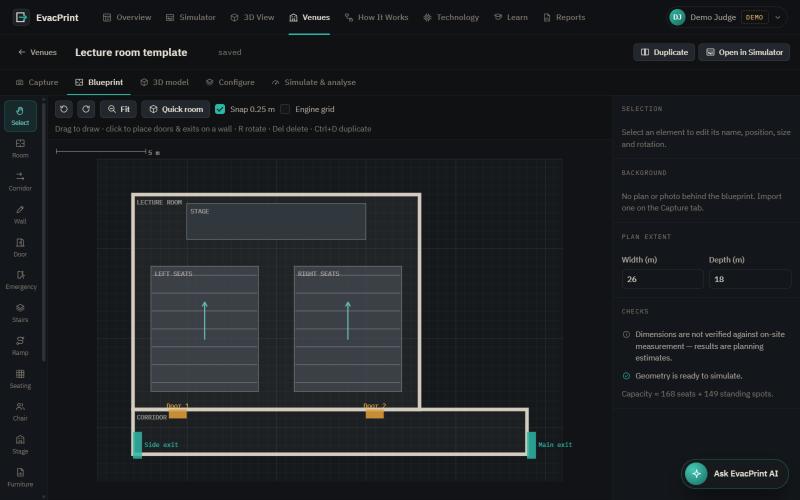 EvacPrint
Overview
Simulator
3D View
Venues
How It Works
Technology
Learn
Reports
DJ
Demo Judge
DEMO
Venues
Lecture room template
saved
Duplicate
Open in Simulator
Capture
Blueprint
3D model
Configure
Simulate & analyse
Select
Room
Corridor
Wall
Door
Emergency
Stairs
Ramp
Seating
Chair
Stage
Furniture
Fit
Quick room
Snap 0.25 m
Engine grid
Drag to draw · click to place doors & exits on a wall · R rotate · Del delete · Ctrl+D duplicate
5 m
LECTURE ROOM
STAGE
LEFT SEATS
RIGHT SEATS
Door 1
Door 2
CORRIDOR
Side exit
Main exit
SELECTION
Select an element to edit its name, position, size
and rotation.
BACKGROUND
No plan or photo behind the blueprint. Import
one on the Capture tab.
PLAN EXTENT
Width (m)
Depth (m)
26
18
CHECKS
Dimensions are not verified against on-site
measurement — results are planning
estimates.
Geometry is ready to simulate.
Capacity ≈ 168 seats + 149 standing spots.
Ask EvacPrint AI